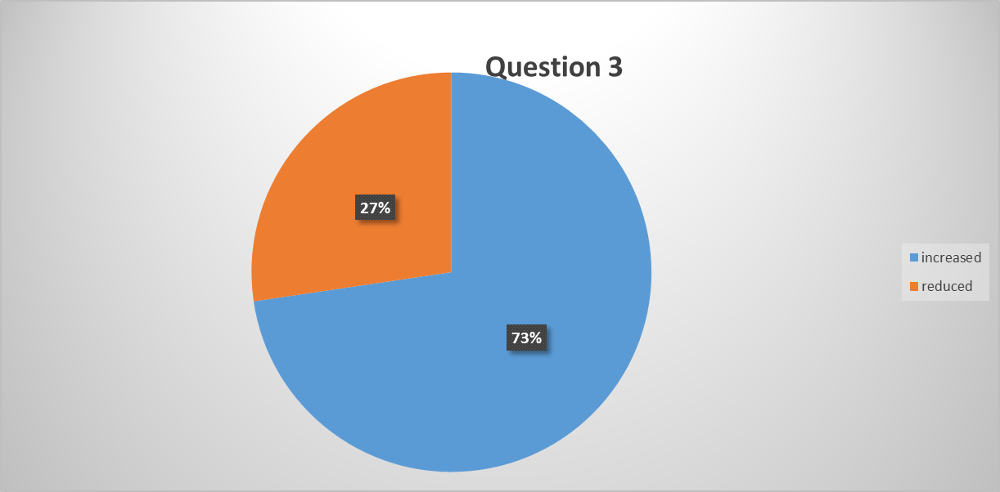 Question 3
27%
73%
increased
reduced